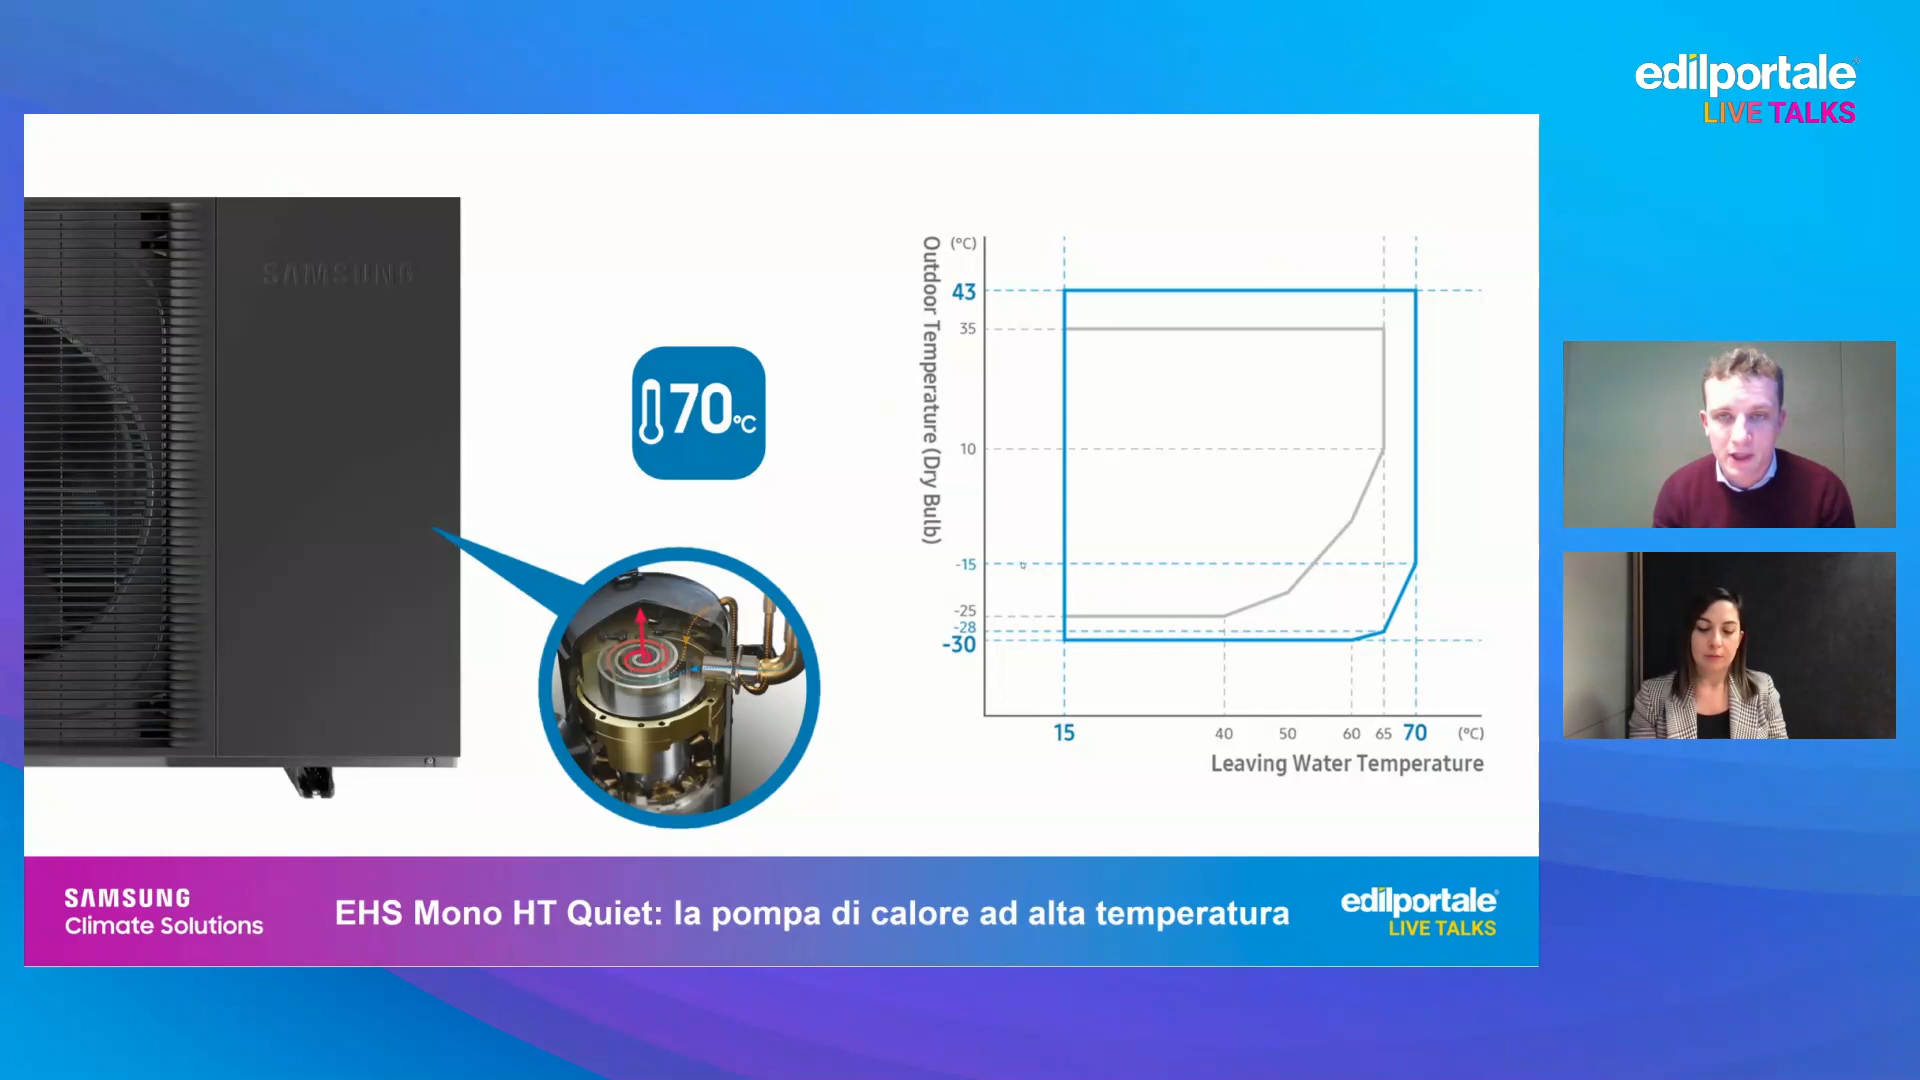 edilportale
LIVE TALKS
SAMSUNG
70°C
Outdoor Temperature (Dry Bulb)
(°C)
43
35
10
-15
-25
-28
-30
15
40
50
60
65
70
(°C)
Leaving Water Temperature
SAMSUNG
Climate Solutions
EHS Mono HT Quiet: la pompa di calore ad alta temperatura
edilportale®
LIVE TALKS